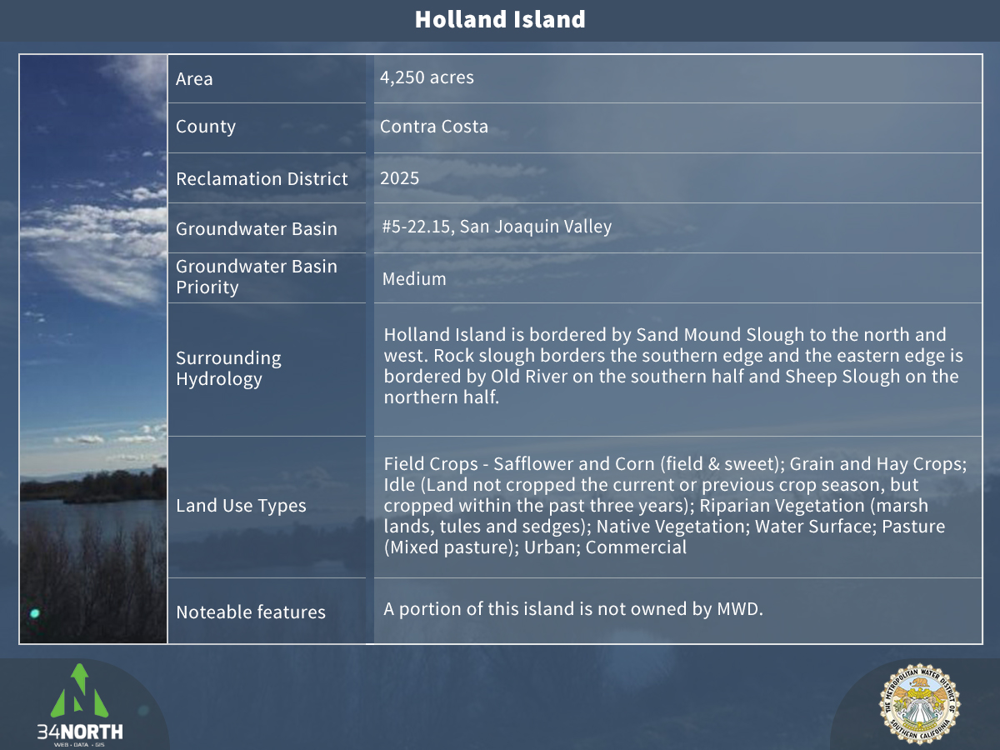 Holland Island
Area
4,250 acres
County
Contra Costa
Reclamation District
2025
Groundwater Basin
#5-22.15, San Joaquin Valley
Groundwater Basin
Priority
Medium
Surrounding
Hydrology
Holland Island is bordered by Sand Mound Slough to the north and
west. Rock slough borders the southern edge and the eastern edge is
bordered by Old River on the southern half and Sheep Slough on the
northern half.
Land Use Types
Field Crops - Safflower and Corn (field & sweet); Grain and Hay Crops;
Idle (Land not cropped the current or previous crop season, but
cropped within the past three years); Riparian Vegetation (marsh
lands, tules and sedges); Native Vegetation; Water Surface; Pasture
(Mixed pasture); Urban; Commercial
Noteable features
A portion of this island is not owned by MWD.
34NORTH
WEB • DATA • GIS
THE METROPOLITAN WATER DISTRICT OF
SOUTHERN CALIFORNIA